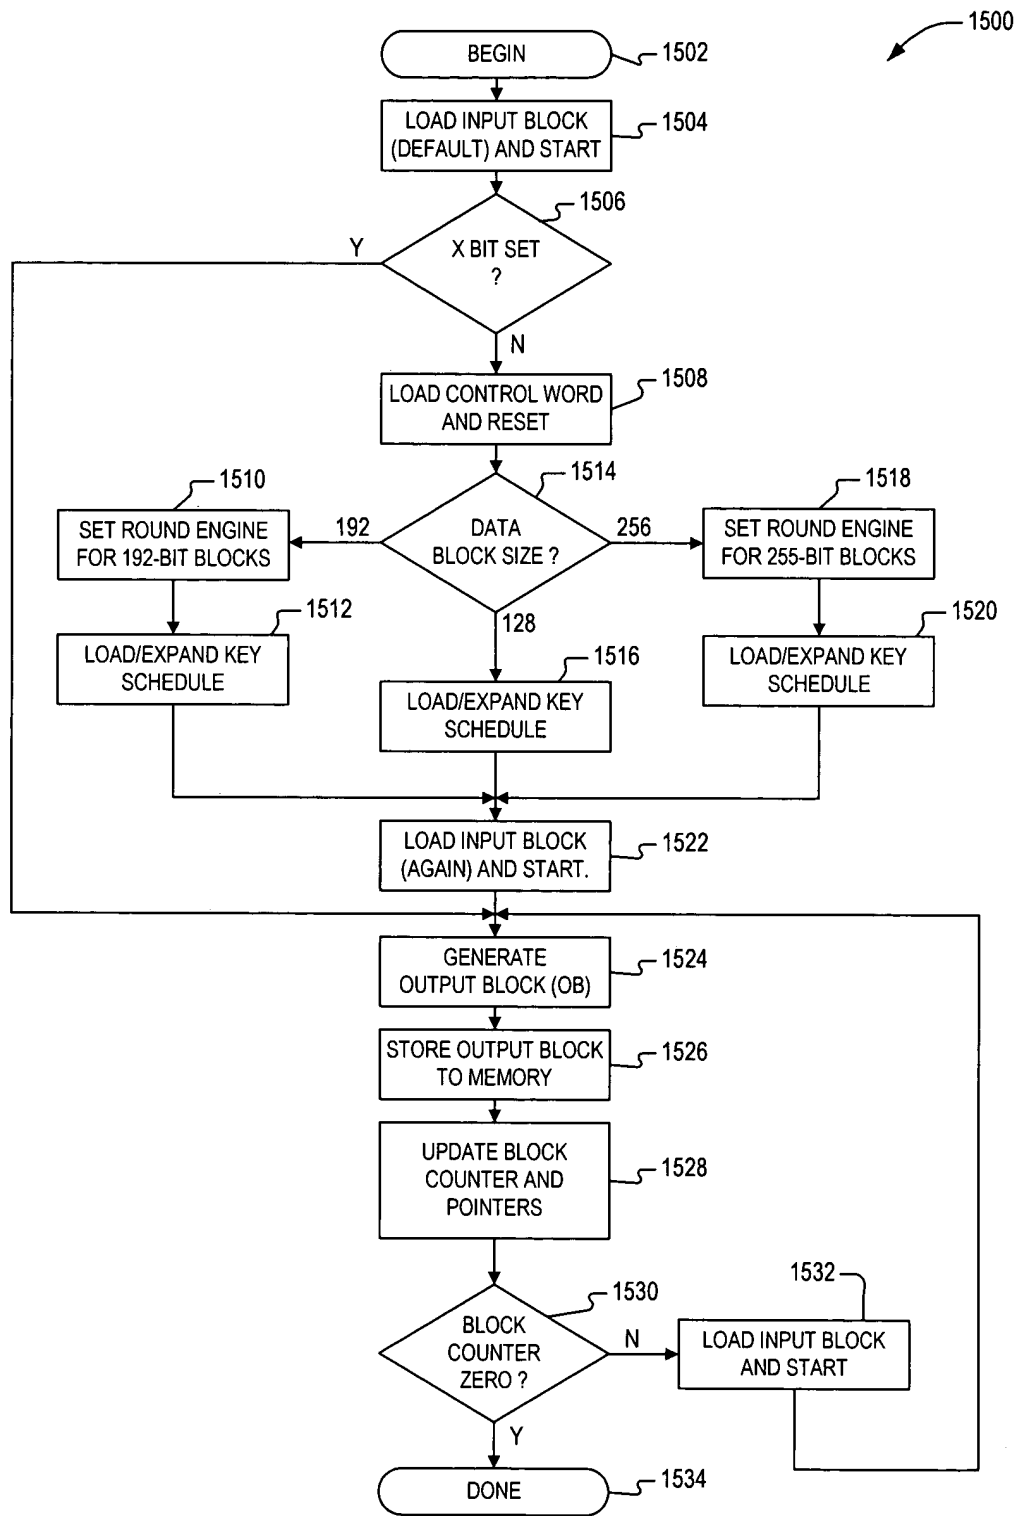 1500
BEGIN
1502
LOAD INPUT BLOCK
(DEFAULT) AND START
1504
1506
X BIT SET
?
Y
N
LOAD CONTROL WORD
AND RESET
1508
1514
DATA
BLOCK SIZE ?
192
256
128
1510
SET ROUND ENGINE
FOR 192-BIT BLOCKS
1518
SET ROUND ENGINE
FOR 255-BIT BLOCKS
1512
LOAD/EXPAND KEY
SCHEDULE
1516
LOAD/EXPAND KEY
SCHEDULE
1520
LOAD/EXPAND KEY
SCHEDULE
LOAD INPUT BLOCK
(AGAIN) AND START.
1522
GENERATE
OUTPUT BLOCK (OB)
1524
STORE OUTPUT BLOCK
TO MEMORY
1526
UPDATE BLOCK
COUNTER AND
POINTERS
1528
1530
BLOCK
COUNTER
ZERO ?
N
1532
LOAD INPUT BLOCK
AND START
Y
DONE
1534